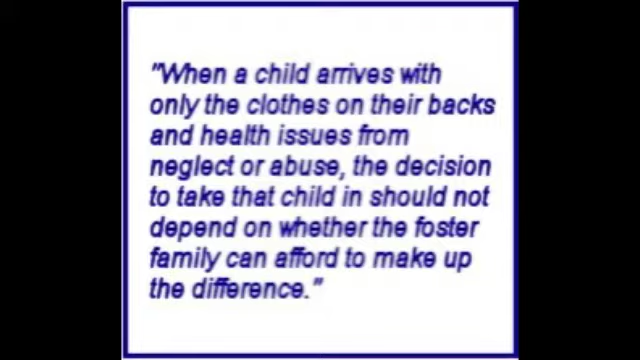 "When a child arrives with
only the clothes on their backs
and health issues from
neglect or abuse, the decision
to take that child in should not
depend on whether the foster
family can afford to make up
the difference."